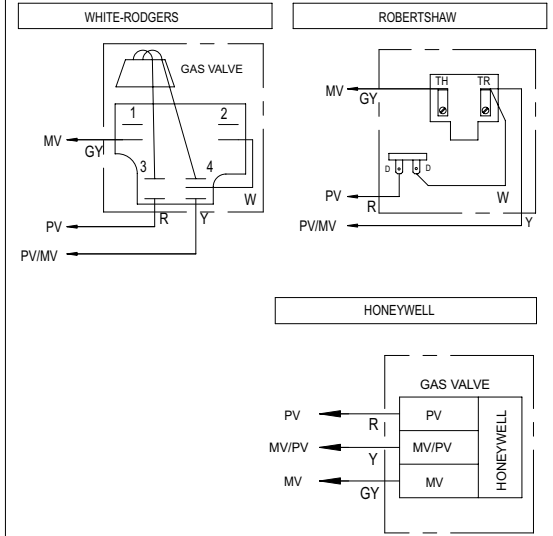 WHITE-RODGERS
GAS VALVE
1
2
MV
GY
3
4
W
PV
R
Y
PV/MV
ROBERTSHAW
TH
TR
MV
GY
D
D
PV
R
W
PV/MV
Y
HONEYWELL
GAS VALVE
PV
R
PV
MV/PV
Y
MV/PV
MV
GY
MV
HONEYWELL